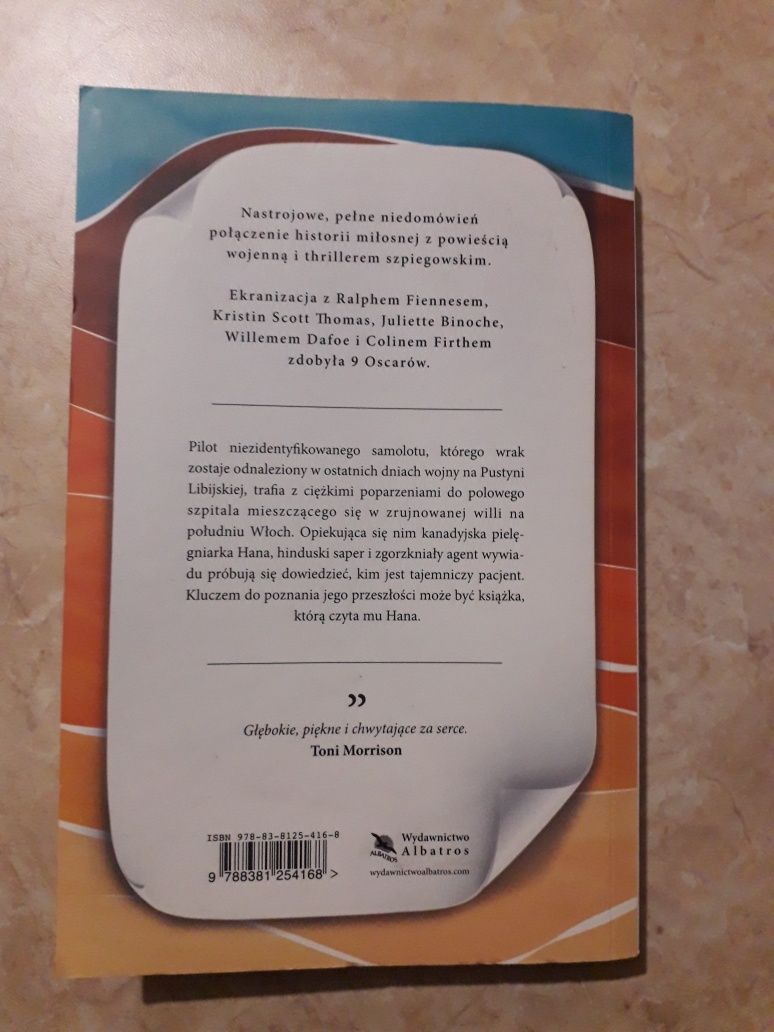 Nastrojowe, pełne niedomówień
połączenie historii miłosnej z powieścią
wojenną i thrillerem szpiegowskim.
Ekranizacja z Ralphem Fiennesem,
Kristin Scott Thomas, Juliette Binoche,
Willemem Dafoe i Colinem Firthem
zdobyła 9 Oscarów.
Pilot niezidentyfikowanego samolotu, którego wrak
zostaje odnaleziony w ostatnich dniach wojny na Pustyni
Libijskiej, trafia z ciężkimi poparzeniami do polowego
szpitala mieszczącego się w zrujnowanej willi na
południu Włoch. Opiekująca się nim kanadyjska pielę-
gniarka Hana, hinduski saper i zgorzkniały agent wywia-
du próbują się dowiedzieć, kim jest tajemniczy pacjent.
Kluczem do poznania jego przeszłości może być książka,
którą czyta mu Hana.
”
Głębokie, piękne i chwytające za serce.
Toni Morrison
ISBN 978-83-8125-416-8
9 788381 254168 >
ALBATROS
Wydawnictwo
Albatros
wydawnictwoalbatros.com